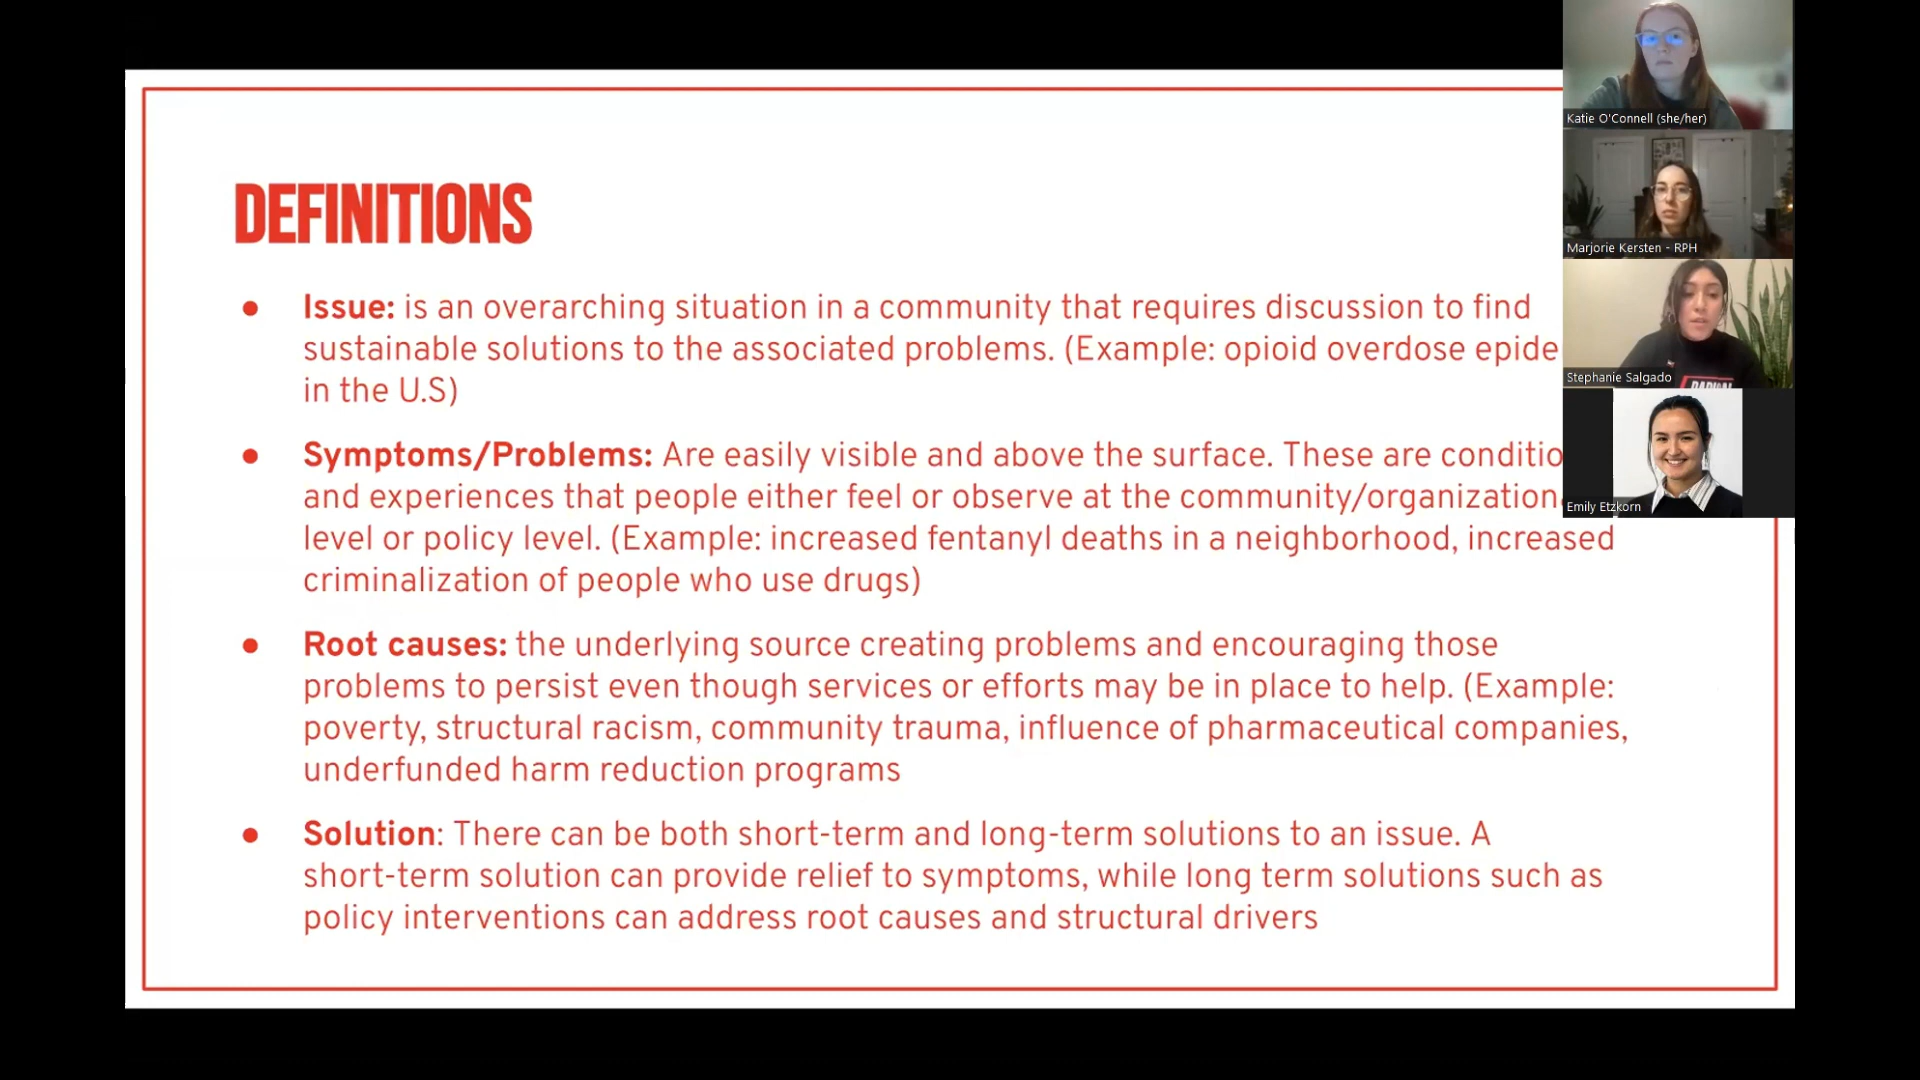 DEFINITIONS
● Issue: is an overarching situation in a community that requires discussion to find
sustainable solutions to the associated problems. (Example: opioid overdose epide
in the U.S)
● Symptoms/Problems: Are easily visible and above the surface. These are conditio
and experiences that people either feel or observe at the community/organization
level or policy level. (Example: increased fentanyl deaths in a neighborhood, increased
criminalization of people who use drugs)
● Root causes: the underlying source creating problems and encouraging those
problems to persist even though services or efforts may be in place to help. (Example:
poverty, structural racism, community trauma, influence of pharmaceutical companies,
underfunded harm reduction programs
● Solution: There can be both short-term and long-term solutions to an issue. A
short-term solution can provide relief to symptoms, while long term solutions such as
policy interventions can address root causes and structural drivers
Katie O'Connell (she/her)
Marjorie Kersten - RPH
Stephanie Salgado
Emily Etzkorn